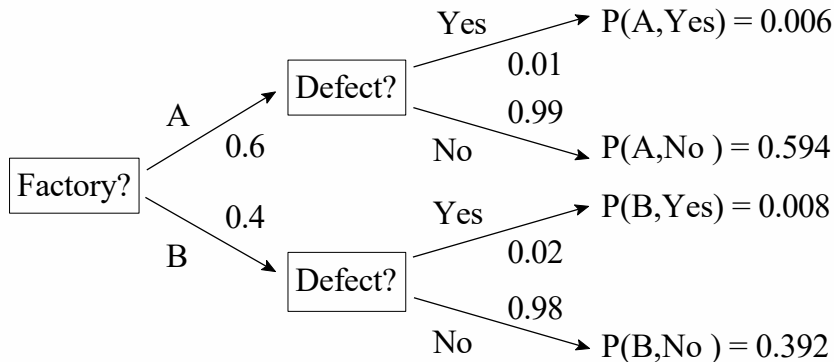 Yes
P(A,Yes) = 0.006
0.01
Defect?
0.99
A
0.6
No
P(A,No ) = 0.594
Factory?
0.4
Yes
P(B,Yes) = 0.008
B
0.02
Defect?
0.98
No
P(B,No ) = 0.392